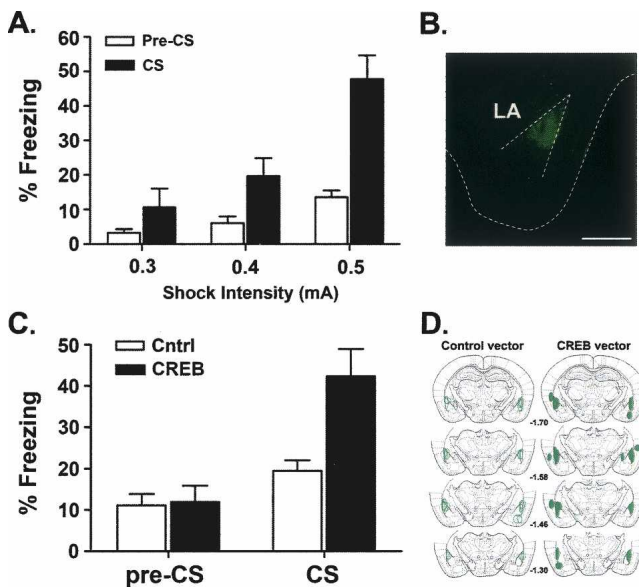 A.
60
50
40
30
20
10
0
% Freezing
Pre-CS
CS
0.3
0.4
0.5
Shock Intensity (mA)
B.
LA
C.
50
40
30
20
10
0
% Freezing
Cntrl
CREB
pre-CS
CS
D.
Control vector
CREB vector
-1.70
-1.58
-1.46
-1.30